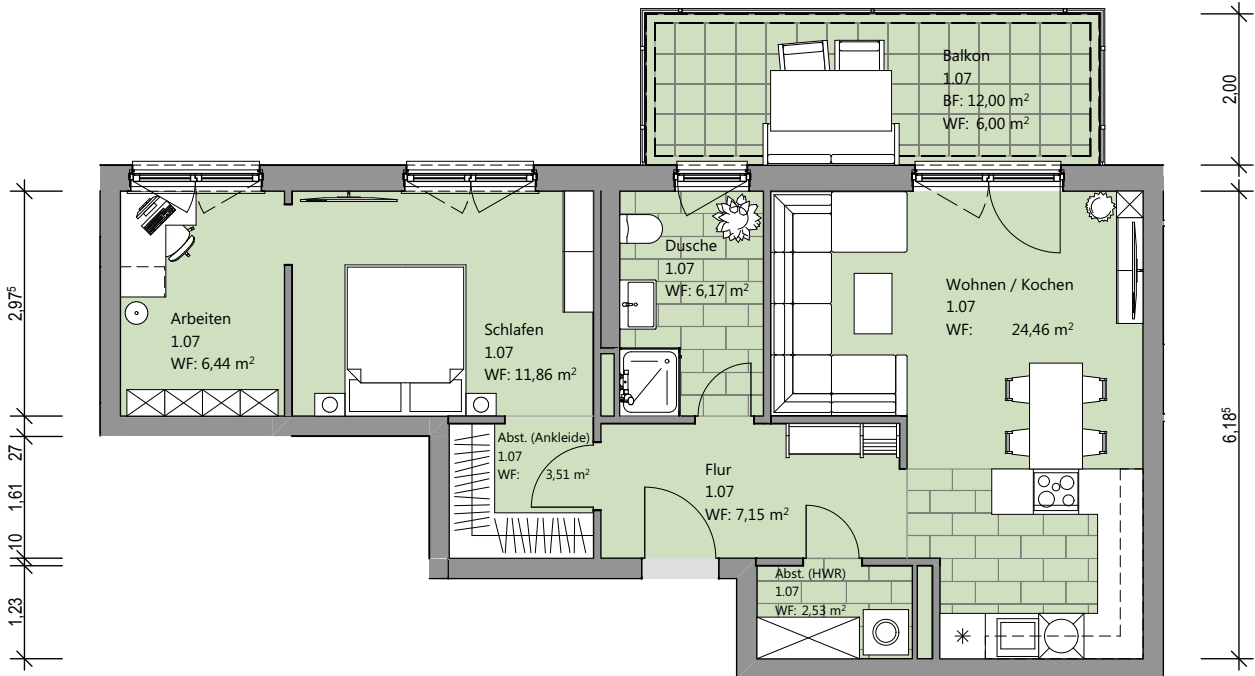 Balkon
1.07
BF: 12,00 m²
WF: 6,00 m²
2,00
Dusche
1.07
WF: 6,17 m²
Wohnen / Kochen
1.07
WF: 24,46 m²
Arbeiten
1.07
WF: 6,44 m²
Schlafen
1.07
WF: 11,86 m²
2,97⁵
6,18⁵
Abst. (Ankleide)
1.07
WF: 3,51 m²
Flur
1.07
WF: 7,15 m²
27
1,61
10
1,23
Abst. (HWR)
1.07
WF: 2,53 m²